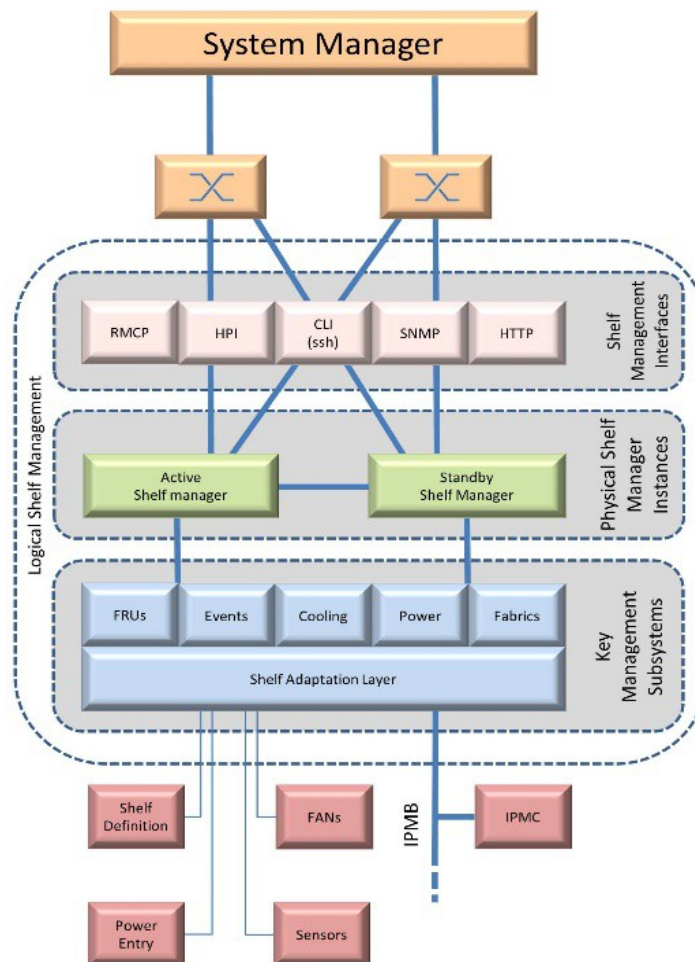 System Manager
Logical Shelf Management
RMCP
HPI
CLI
(ssh)
SNMP
HTTP
Shelf
Management
Interfaces
Active
Shelf manager
Standby
Shelf Manager
Physical Shelf
Manager
Instances
FRUs
Events
Cooling
Power
Fabrics
Shelf Adaptation Layer
Key
Management
Subsystems
Shelf
Definition
FANs
IPMB
IPMC
Power
Entry
Sensors